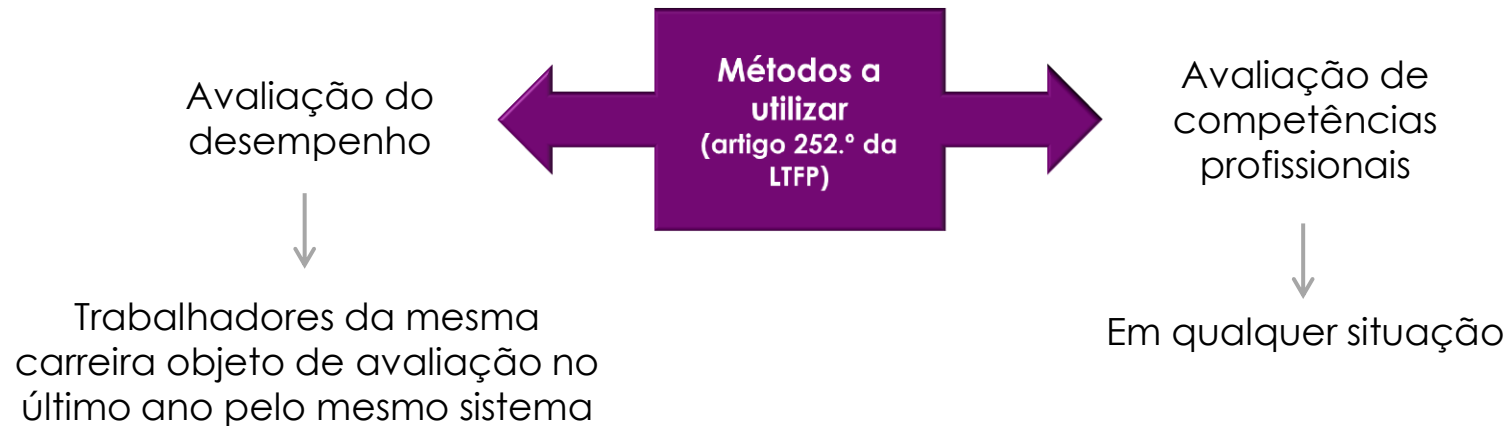 Métodos a
utilizar
(artigo 252.º da
LTFP)
Avaliação do
desempenho
Trabalhadores da mesma
carreira objeto de avaliação no
último ano pelo mesmo sistema
Avaliação de
competências
profissionais
Em qualquer situação